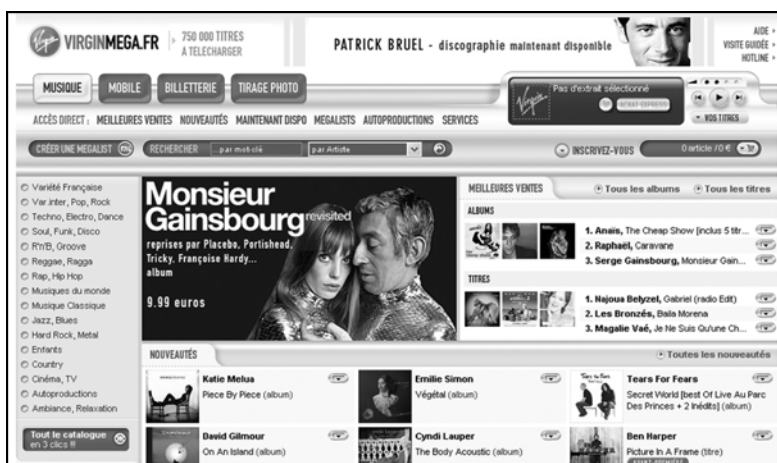 Virgin VIRGINMEGA.FR
750 000 TITRES
A TELECHARGER
PATRICK BRUEL - discographie maintenant disponible
AIDE
VISITE GUIDÉE
HOTLINE
MUSIQUE MOBILE BILLETTERIE TIRAGE PHOTO
Virgin
Pas d'extrait sélectionné
ACHAT EXPRESS
VOS TITRES
ACCÈS DIRECT : MEILLEURES VENTES NOUVEAUTÉS MAINTENANT DISPO MEGALISTS AUTOPRODUCTIONS SERVICES
CRÉER UNE MEGALIST RECHERCHER ...par mot-clé par Artiste INSCRIVEZ-VOUS 0 article / 0 €
Variété Française
Var.inter, Pop, Rock
Techno, Electro, Dance
Soul, Funk, Disco
R'n'B, Groove
Reggae, Ragga
Rap, Hip Hop
Musiques du monde
Musique Classique
Jazz, Blues
Hard Rock, Metal
Enfants
Country
Cinéma, TV
Autoproductions
Ambiance, Relaxation
Tout le catalogue
en 3 clics !!!
Monsieur
Gainsbourg revisited
reprises par Placebo, Portishead,
Tricky, Françoise Hardy...
album
9.99 euros
MEILLEURES VENTES Tous les albums Tous les titres
ALBUMS
1. Anaïs, The Cheap Show [inclus 5 titr...
2. Raphaël, Caravane
3. Serge Gainsbourg, Monsieur Gain...
TITRES
1. Najoua Belyzel, Gabriel (radio Edit)
2. Les Bronzés, Baila Morena
3. Magalie Vaé, Je Ne Suis Qu'une Ch...
NOUVEAUTÉS Toutes les nouveautés
Katie Melua
Piece By Piece (album)
Emilie Simon
Végétal (album)
Tears For Fears
Secret World [best Of Live Au Parc
Des Princes + 2 Inédits] (album)
David Gilmour
On An Island (album)
Cyndi Lauper
The Body Acoustic (album)
Ben Harper
Picture In A Frame (titre)